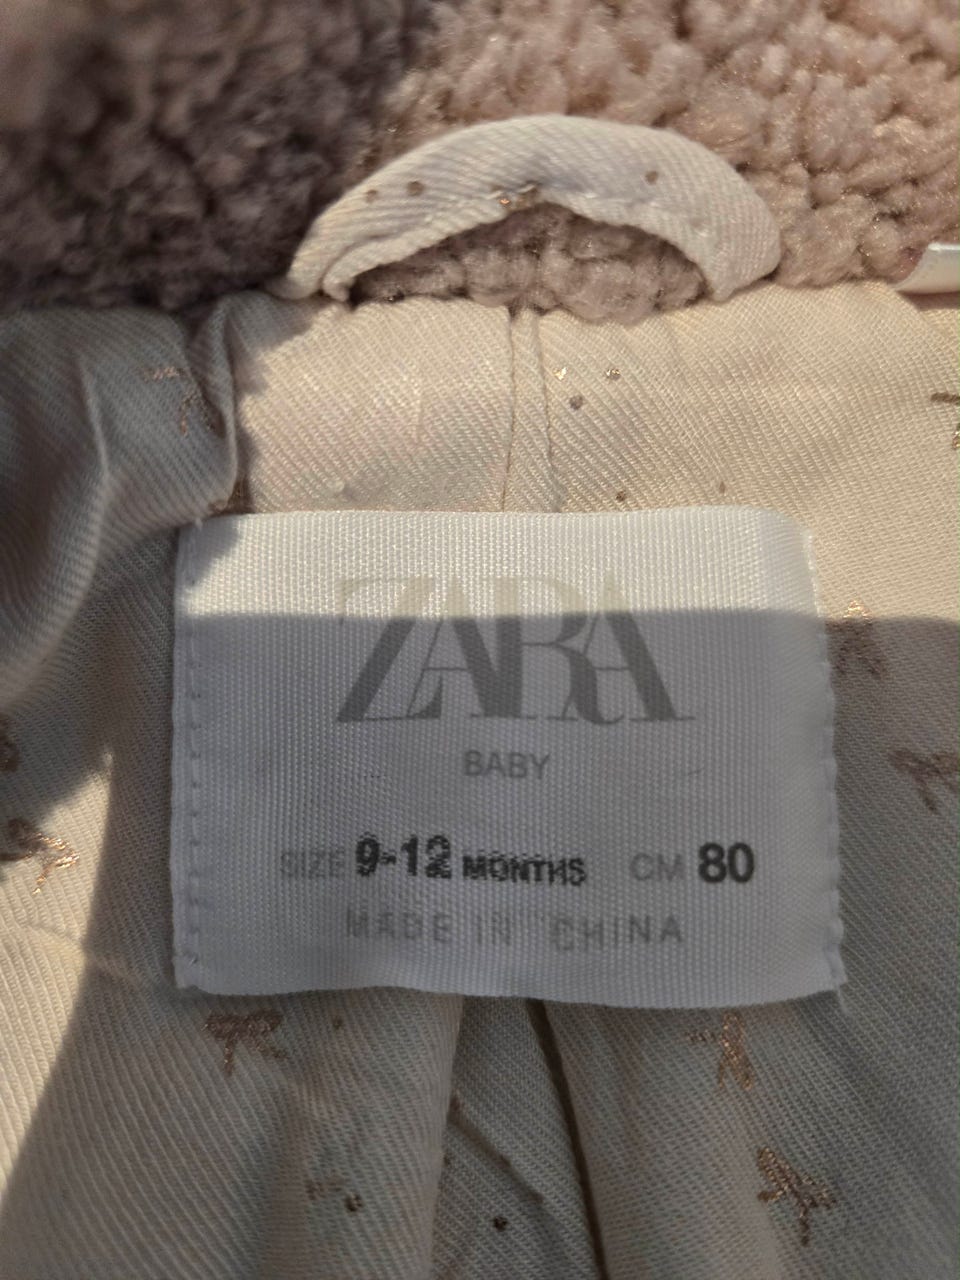 ZARA
BABY
SIZE 9-12 MONTHS CM 80
MADE IN CHINA